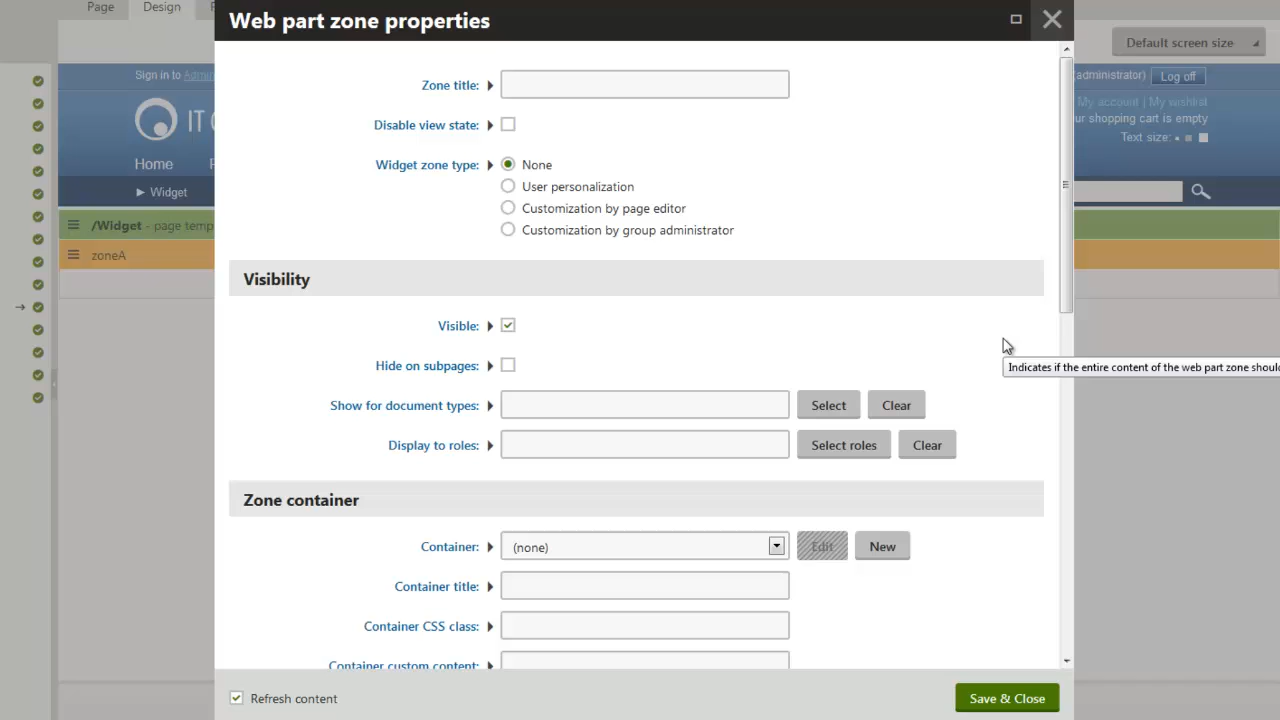 Page Design
Web part zone properties
Default screen size
Sign in to
(administrator) Log off
My account | My wishlist
ur shopping cart is empty
Text size:
IT
Home
Widget
/Widget - page temp
zoneA
Zone title:
Disable view state:
Widget zone type: None
User personalization
Customization by page editor
Customization by group administrator
Visibility
Visible:
Hide on subpages:
Indicates if the entire content of the web part zone shoul
Show for document types: Select Clear
Display to roles: Select roles Clear
Zone container
Container: (none) Edit New
Container title:
Container CSS class:
Container custom content:
Refresh content
Save & Close